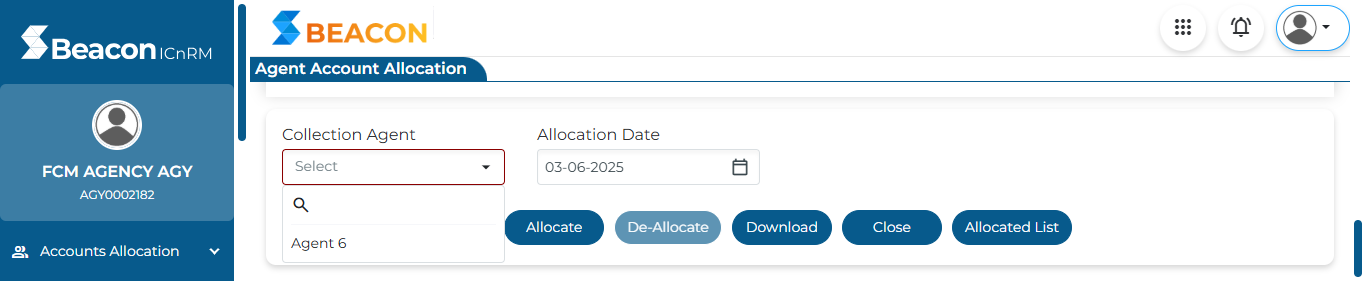 Beacon ICnRM
BEACON
Agent Account Allocation
FCM AGENCY AGY
AGY0002182
Accounts Allocation
Collection Agent
Allocation Date
Select
03-06-2025
Agent 6
Allocate
De-Allocate
Download
Close
Allocated List